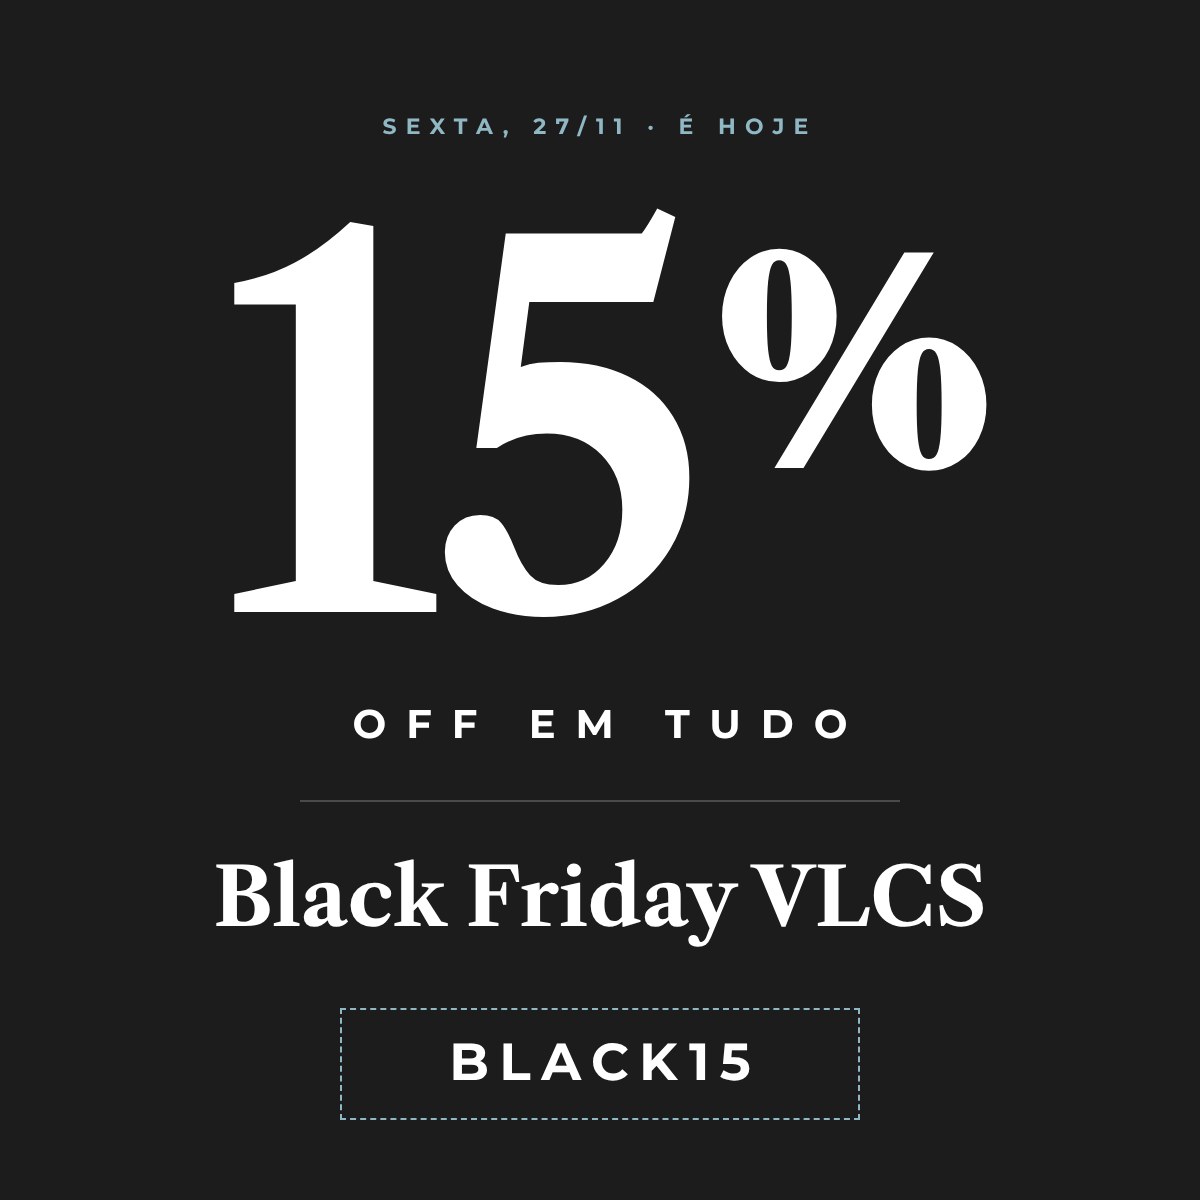 SEXTA, 27/11 · É HOJE
15%
OFF EM TUDO
Black Friday VLCS
BLACK15